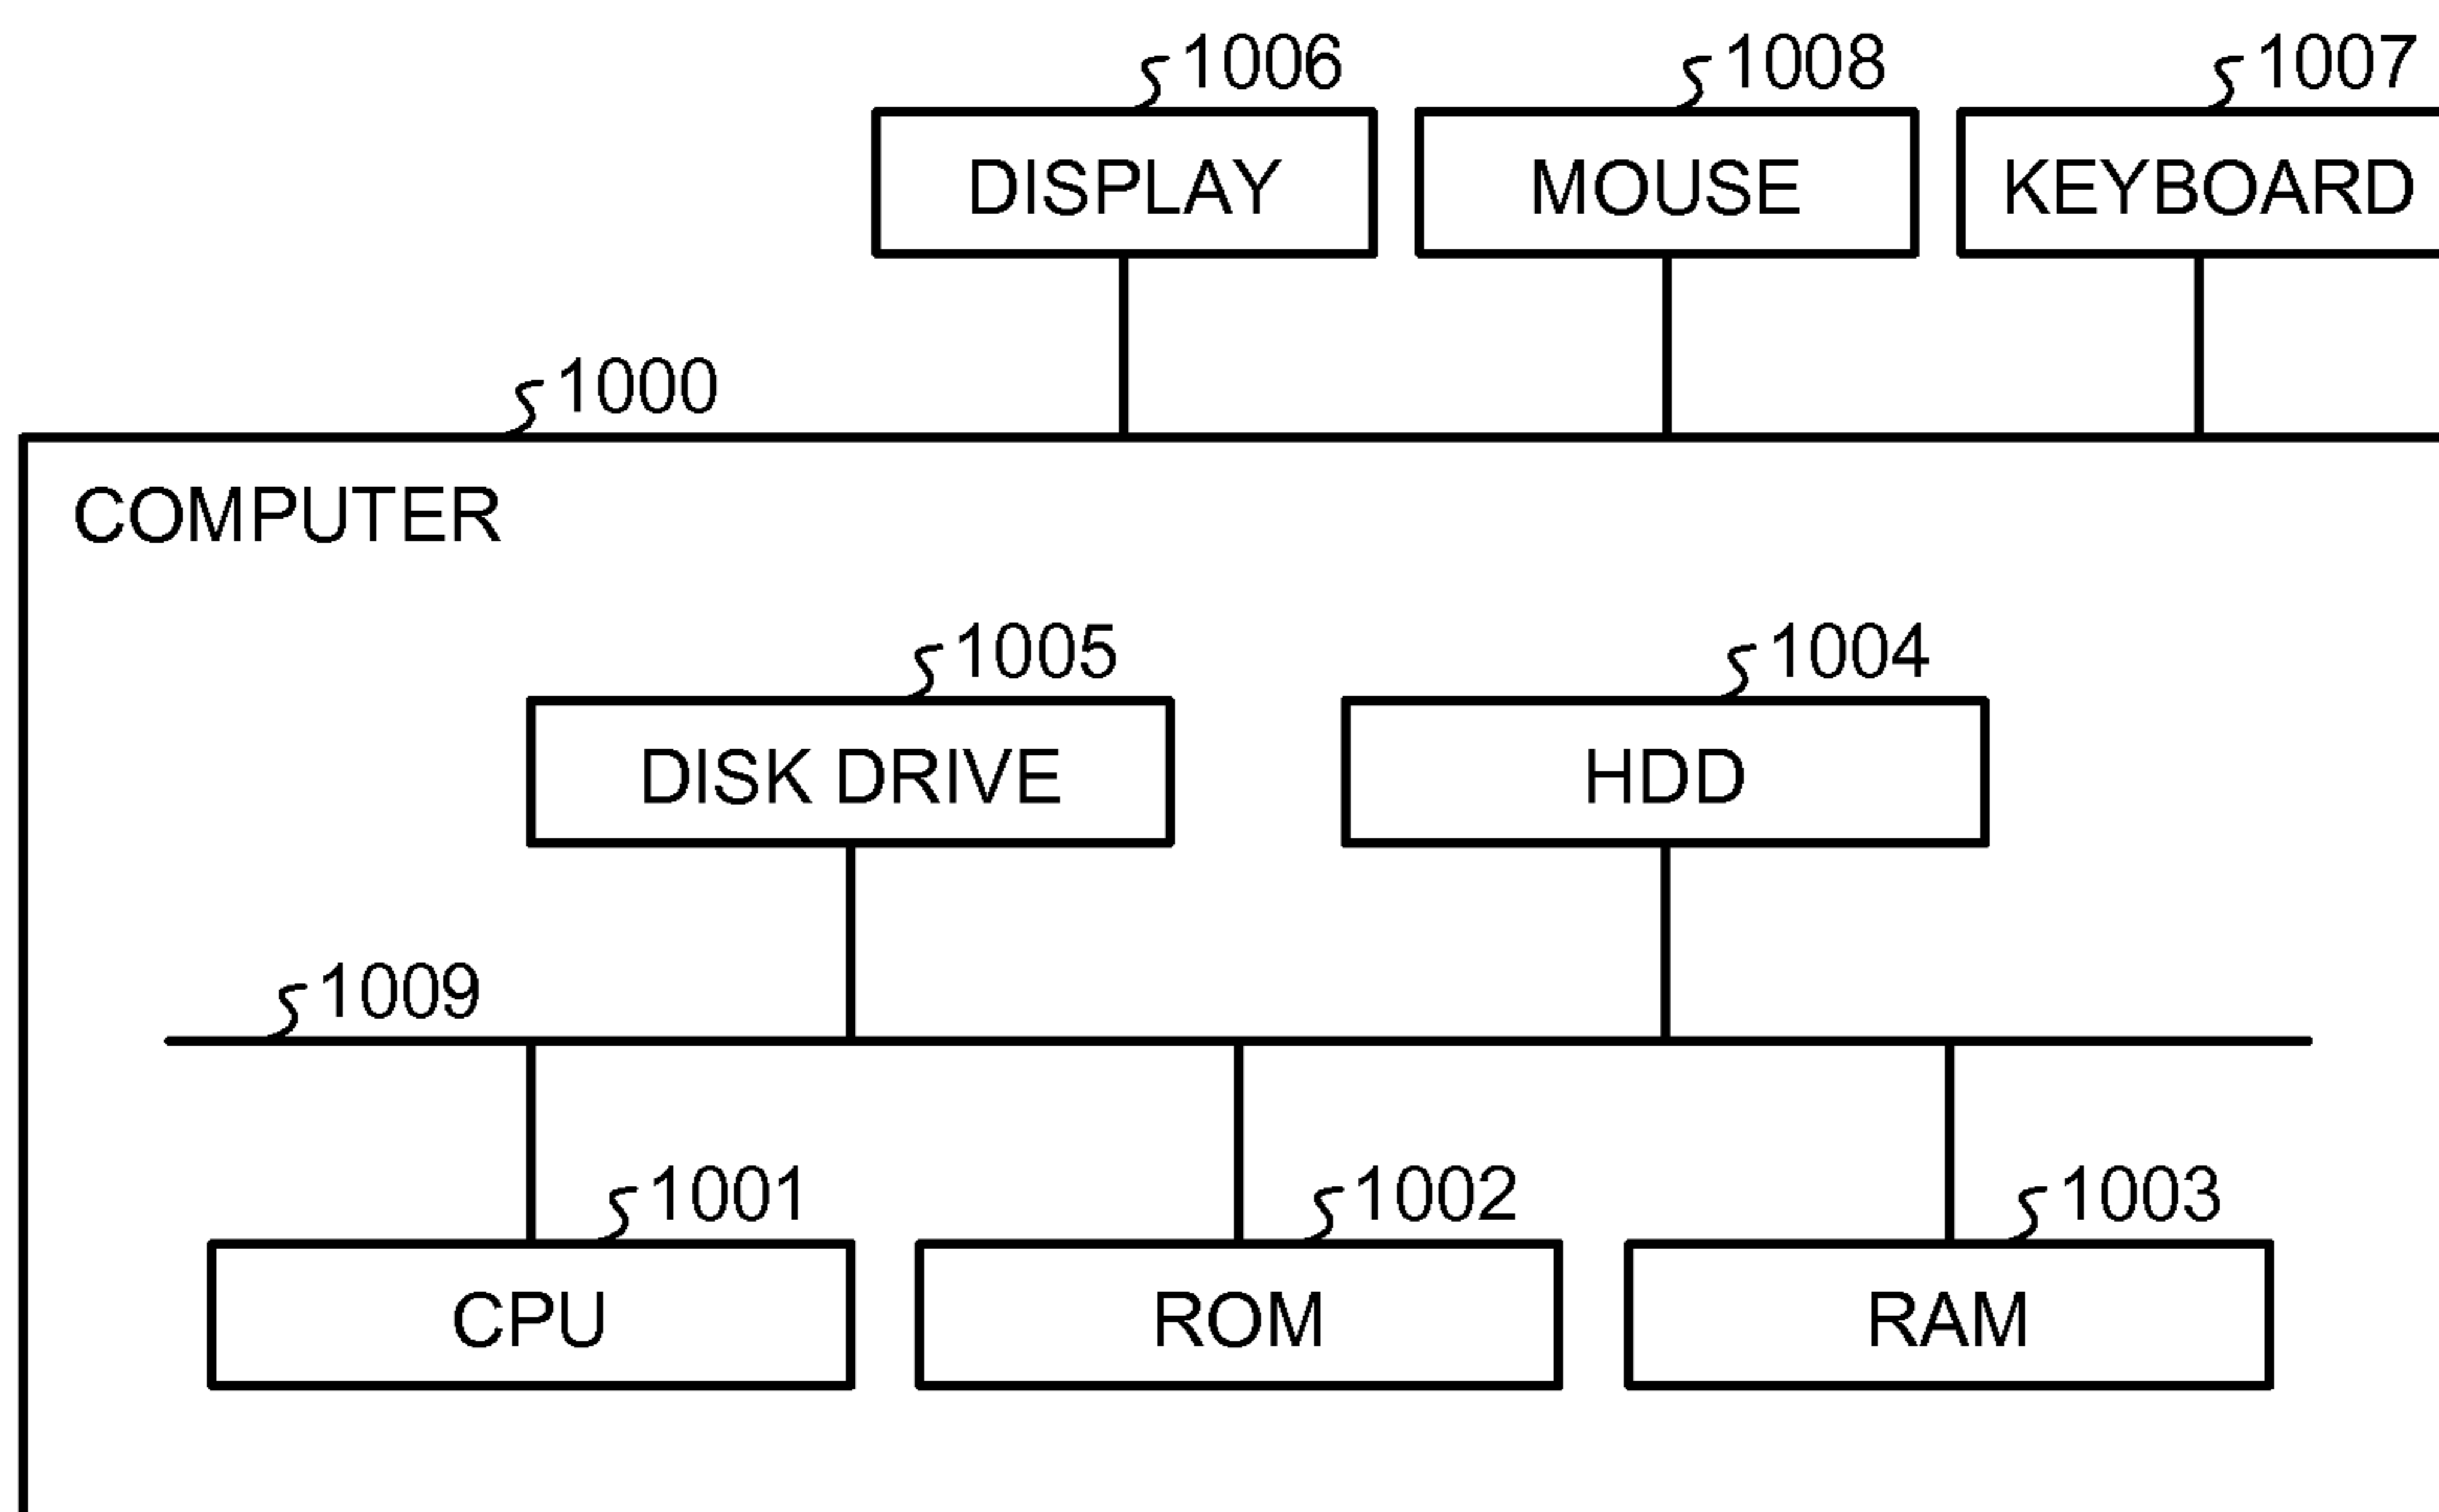 1006 1008 1007
DISPLAY MOUSE KEYBOARD
1000
COMPUTER
1005 1004
DISK DRIVE HDD
1009
1001 1002 1003
CPU ROM RAM